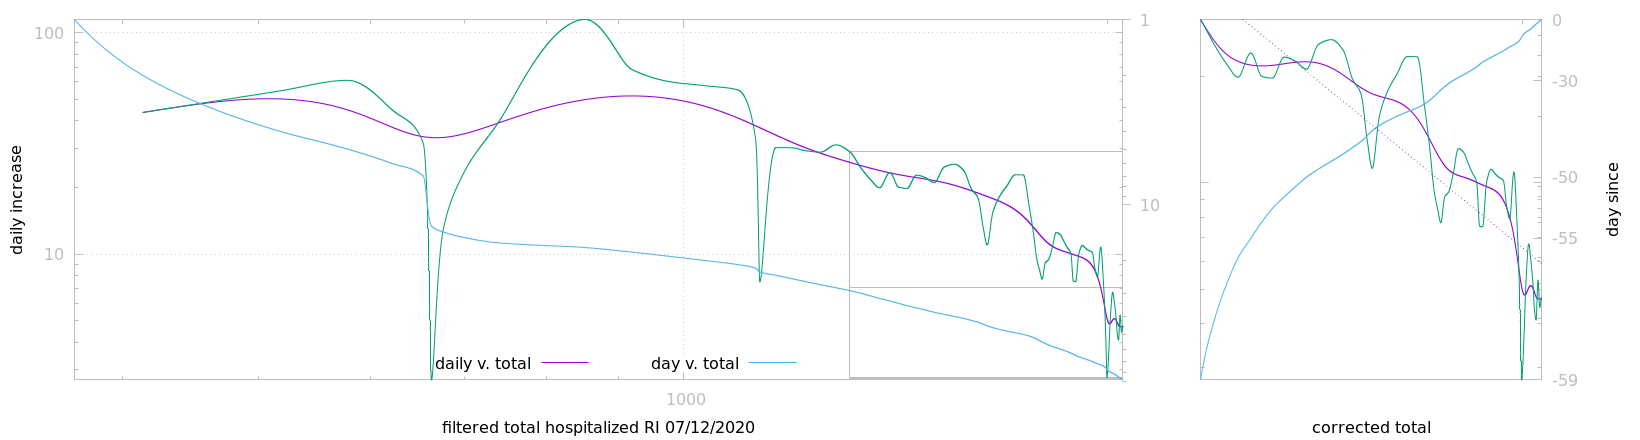 100
10
daily increase
daily v. total
day v. total
1000
filtered total hospitalized RI 07/12/2020
1
10
0
-30
-50
-55
-59
day since
corrected total